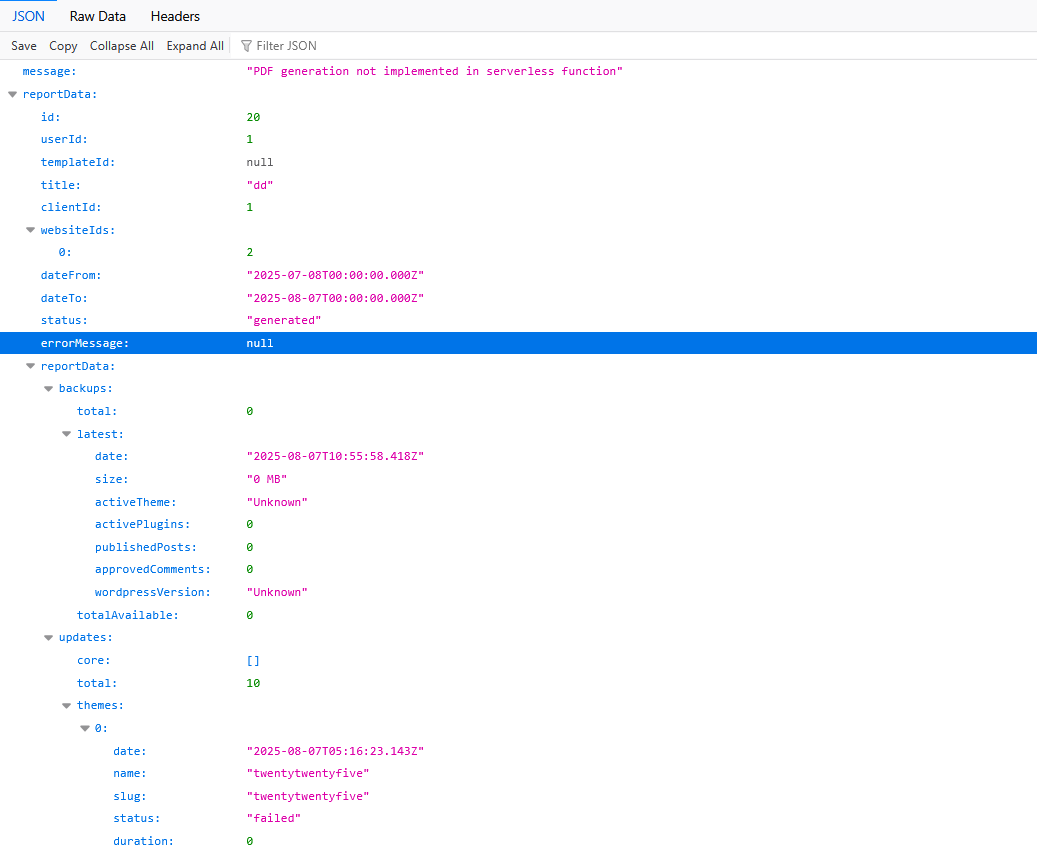 JSON Raw Data Headers
Save Copy Collapse All Expand All Filter JSON
message: "PDF generation not implemented in serverless function"
reportData:
id: 20
userId: 1
templateId: null
title: "dd"
clientId: 1
websiteIds:
0: 2
dateFrom: "2025-07-08T00:00:00.000Z"
dateTo: "2025-08-07T00:00:00.000Z"
status: "generated"
errorMessage: null
reportData:
backups:
total: 0
latest:
date: "2025-08-07T10:55:58.418Z"
size: "0 MB"
activeTheme: "Unknown"
activePlugins: 0
publishedPosts: 0
approvedComments: 0
wordpressVersion: "Unknown"
totalAvailable: 0
updates:
core: []
total: 10
themes:
0:
date: "2025-08-07T05:16:23.143Z"
name: "twentytwentyfive"
slug: "twentytwentyfive"
status: "failed"
duration: 0